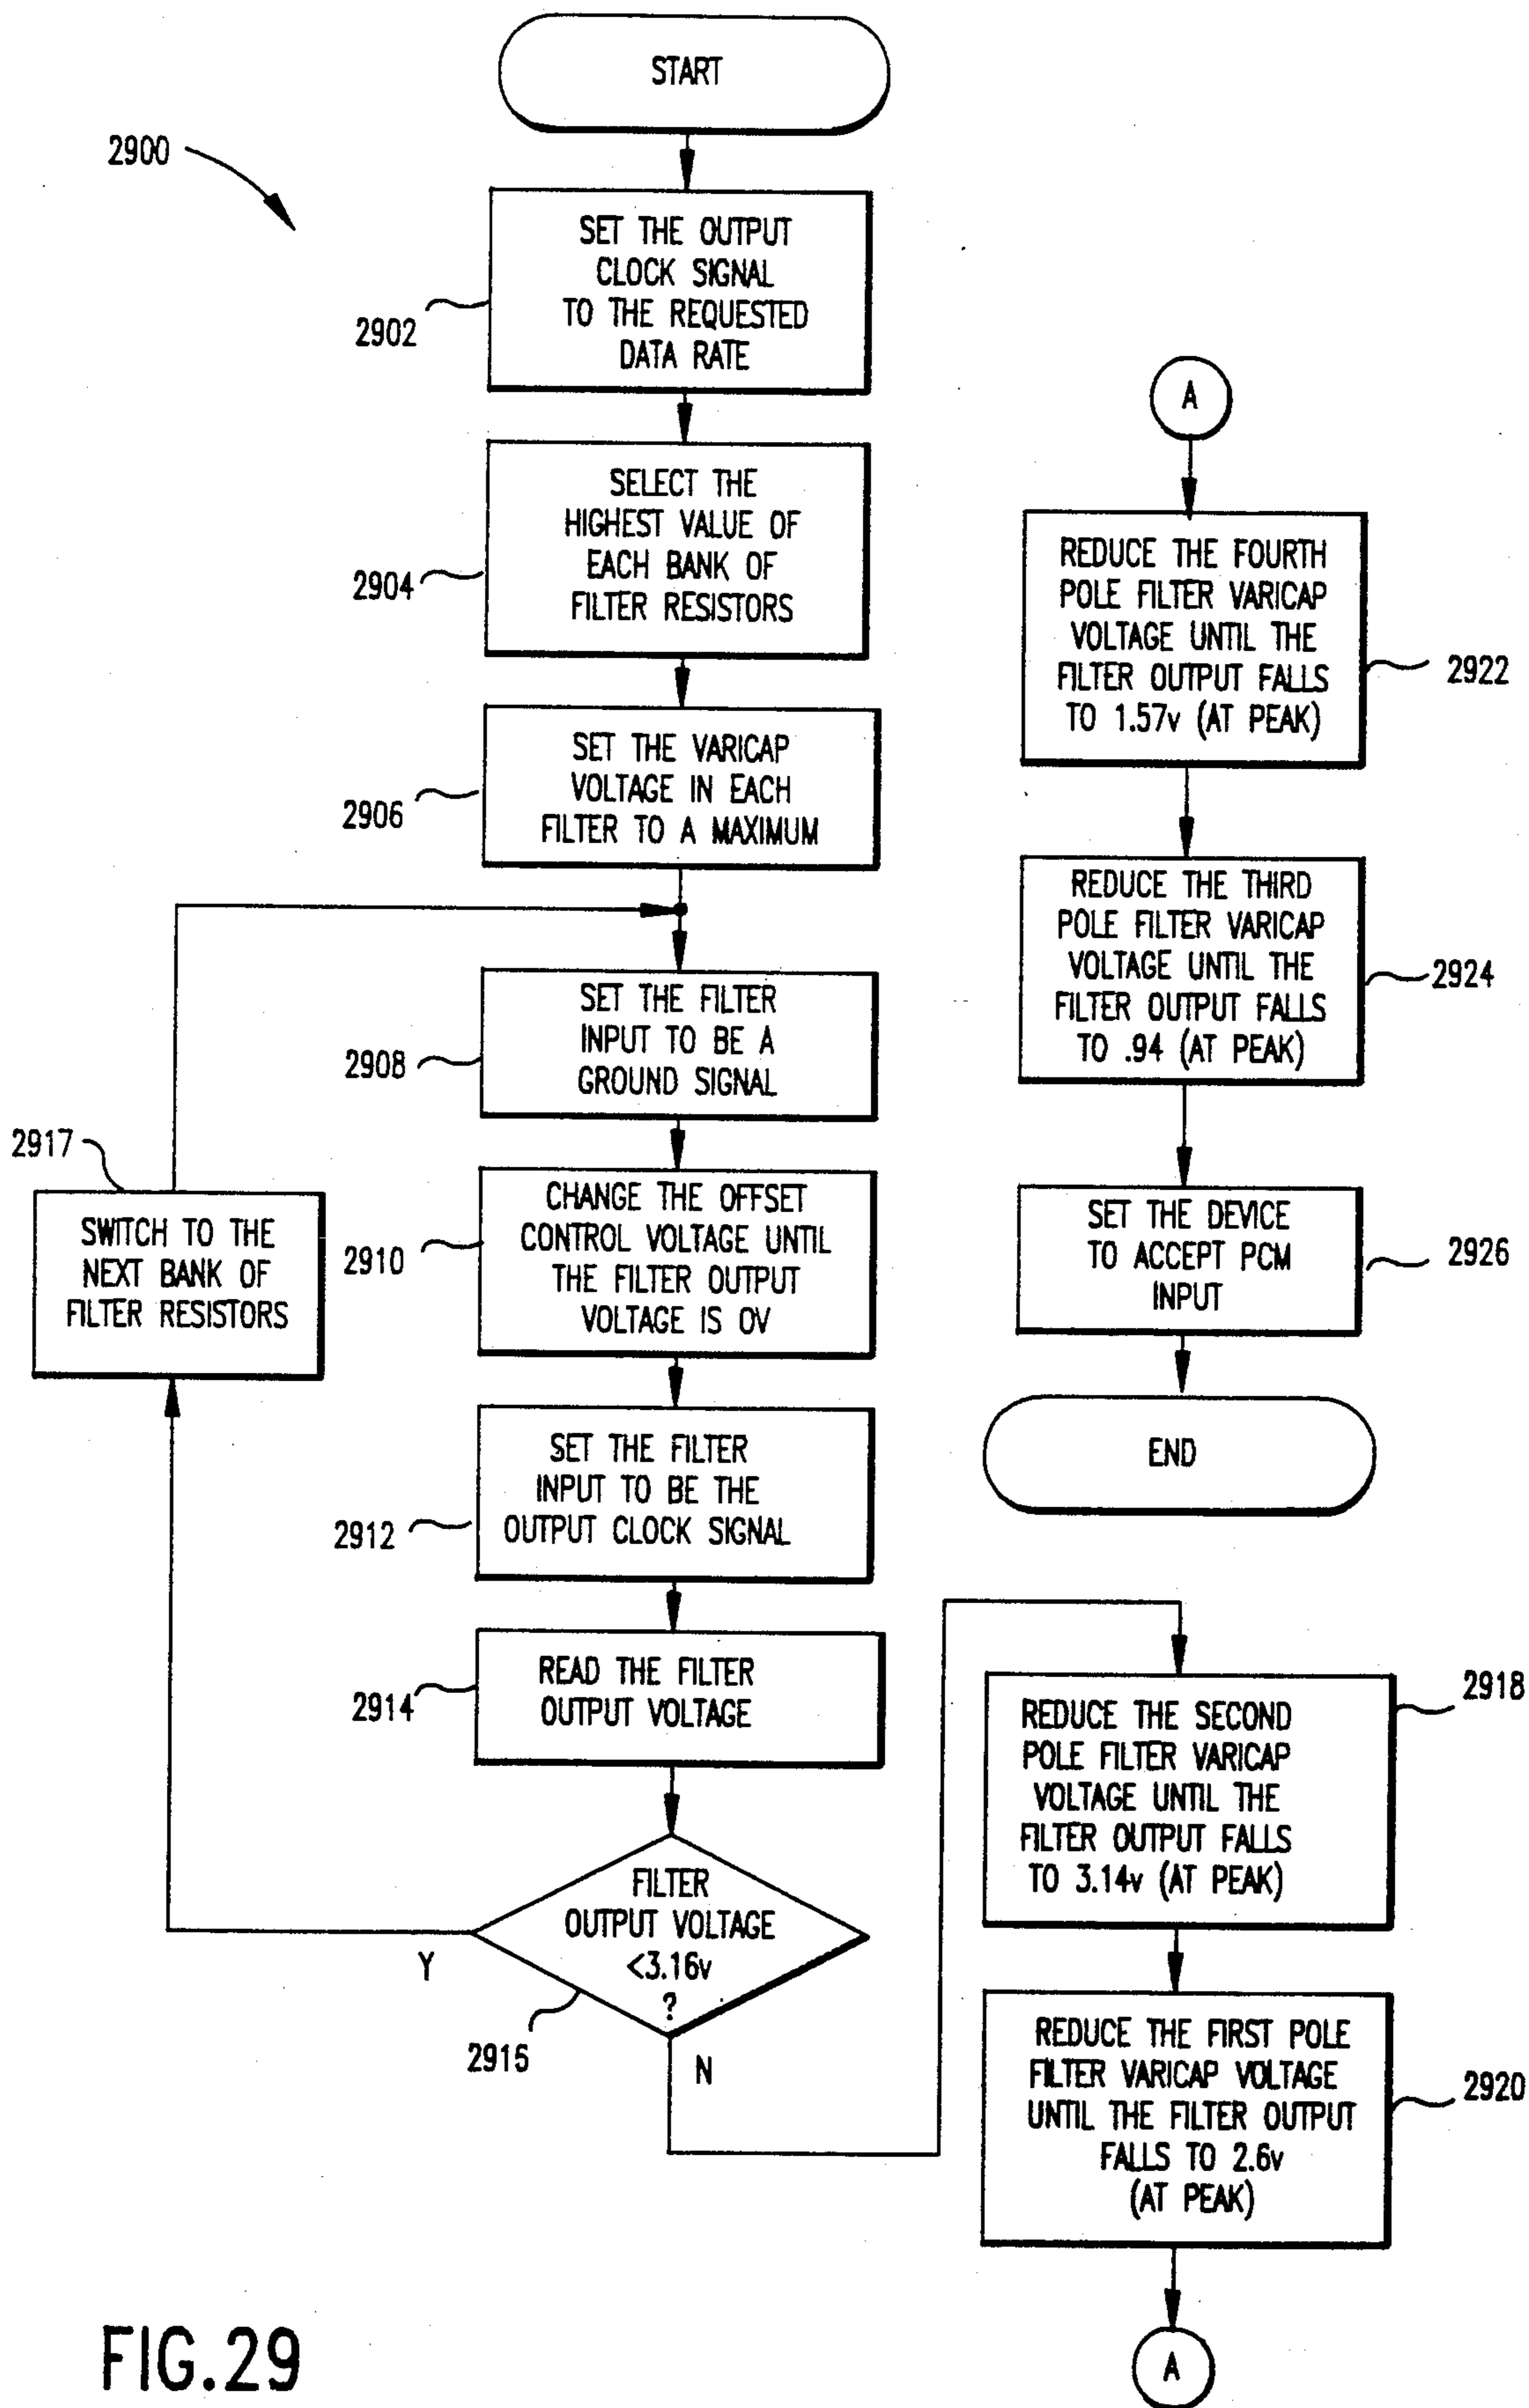 START
2900
SET THE OUTPUT
CLOCK SIGNAL
TO THE REQUESTED
DATA RATE
2902
SELECT THE
HIGHEST VALUE OF
EACH BANK OF
FILTER RESISTORS
2904
SET THE VARICAP
VOLTAGE IN EACH
FILTER TO A MAXIMUM
2906
SET THE FILTER
INPUT TO BE A
GROUND SIGNAL
2908
2917
SWITCH TO THE
NEXT BANK OF
FILTER RESISTORS
CHANGE THE OFFSET
CONTROL VOLTAGE UNTIL
THE FILTER OUTPUT
VOLTAGE IS 0V
2910
SET THE FILTER
INPUT TO BE THE
OUTPUT CLOCK SIGNAL
2912
READ THE FILTER
OUTPUT VOLTAGE
2914
FILTER
OUTPUT VOLTAGE
<3.16v
?
Y
2916
N
REDUCE THE SECOND
POLE FILTER VARICAP
VOLTAGE UNTIL THE
FILTER OUTPUT FALLS
TO 3.14v (AT PEAK)
2918
REDUCE THE FIRST POLE
FILTER VARICAP VOLTAGE
UNTIL THE FILTER OUTPUT
FALLS TO 2.6v
(AT PEAK)
2920
A
A
REDUCE THE FOURTH
POLE FILTER VARICAP
VOLTAGE UNTIL THE
FILTER OUTPUT FALLS
TO 1.57v (AT PEAK)
2922
REDUCE THE THIRD
POLE FILTER VARICAP
VOLTAGE UNTIL THE
FILTER OUTPUT FALLS
TO .94 (AT PEAK)
2924
SET THE DEVICE
TO ACCEPT PCM
INPUT
2926
END
FIG.29